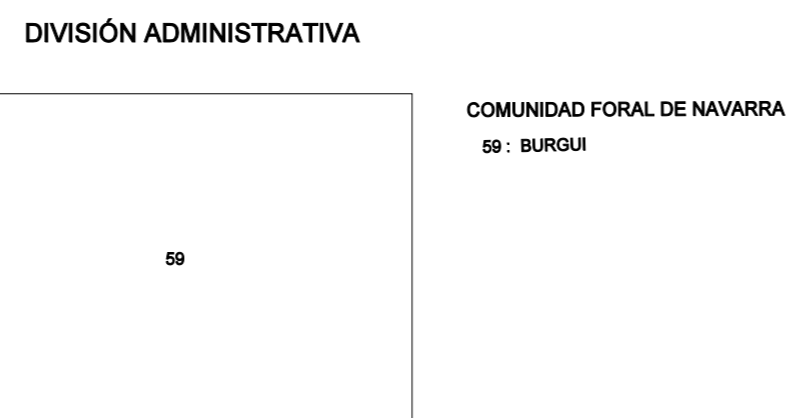 DIVISIÓN ADMINISTRATIVA
COMUNIDAD FORAL DE NAVARRA
59 : BURGUI
59